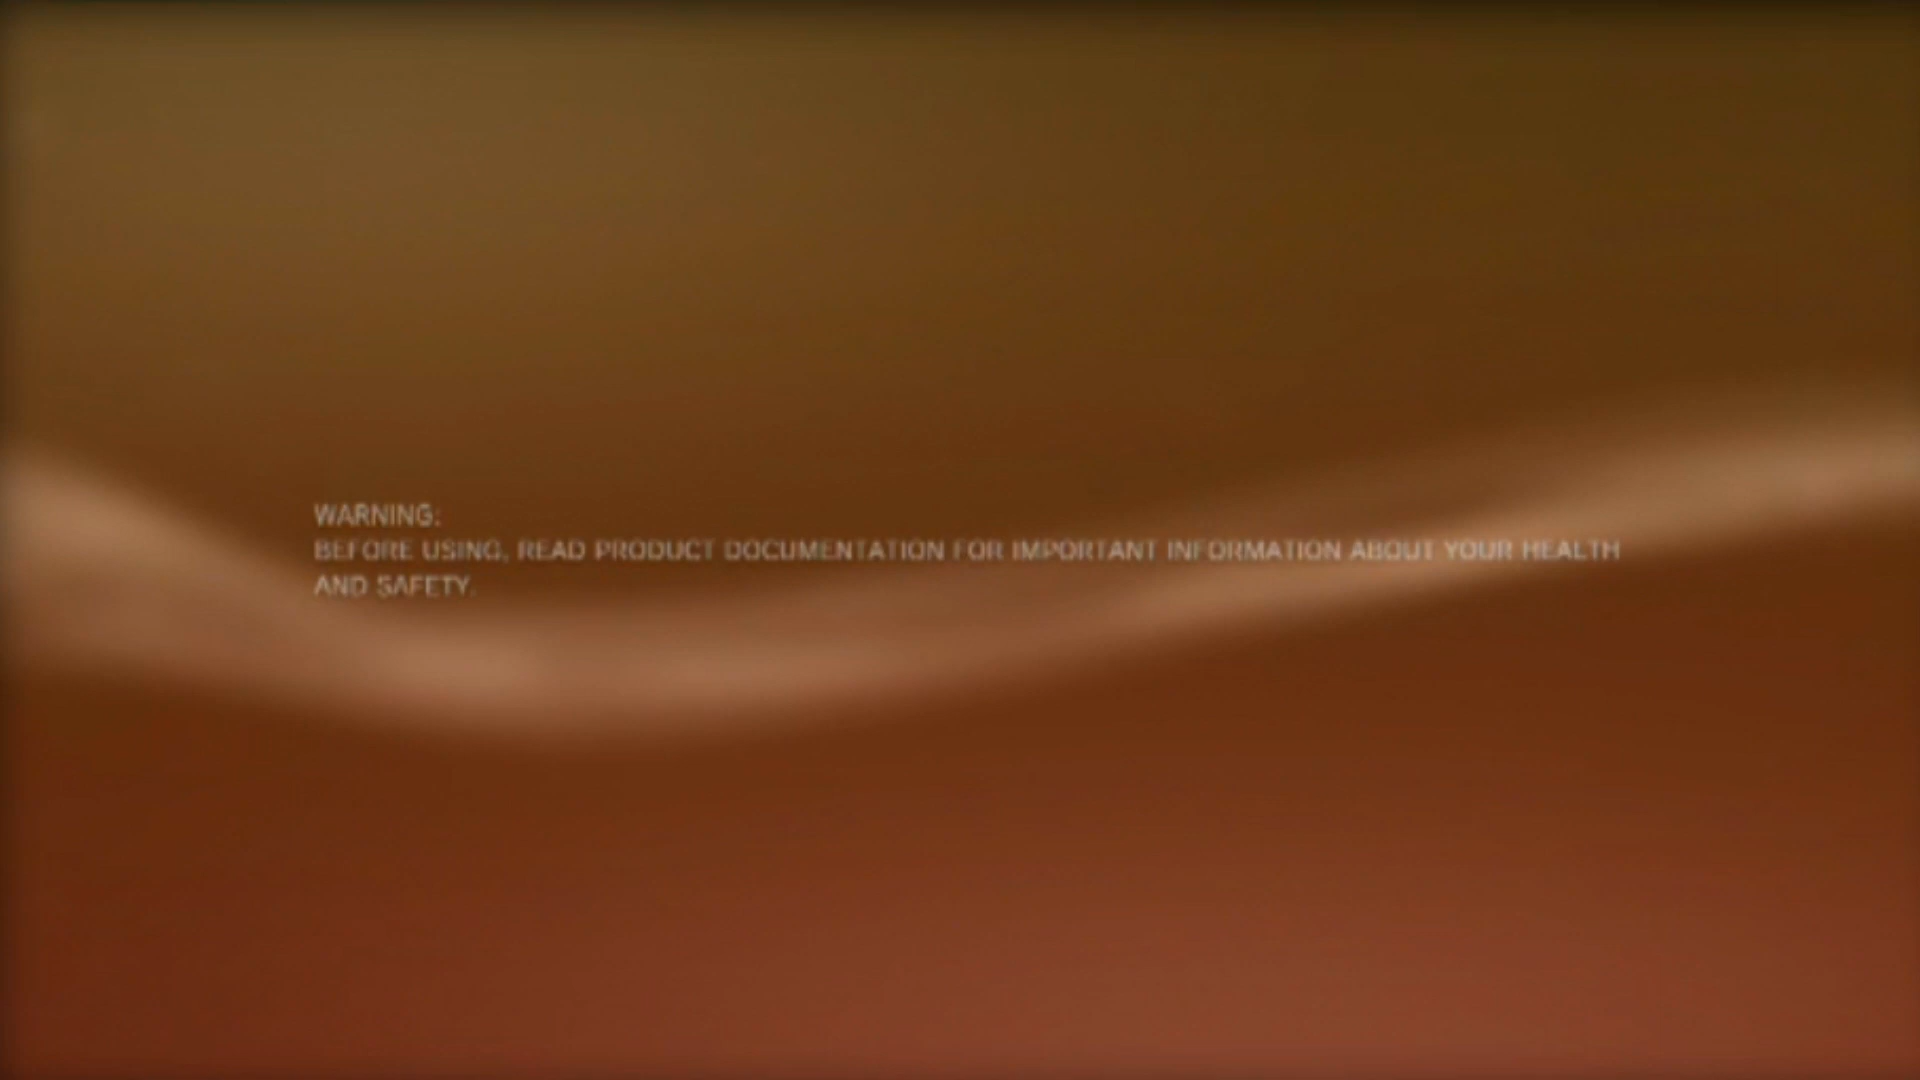 WARNING:
BEFORE USING, READ PRODUCT DOCUMENTATION FOR IMPORTANT INFORMATION ABOUT YOUR HEALTH
AND SAFETY.